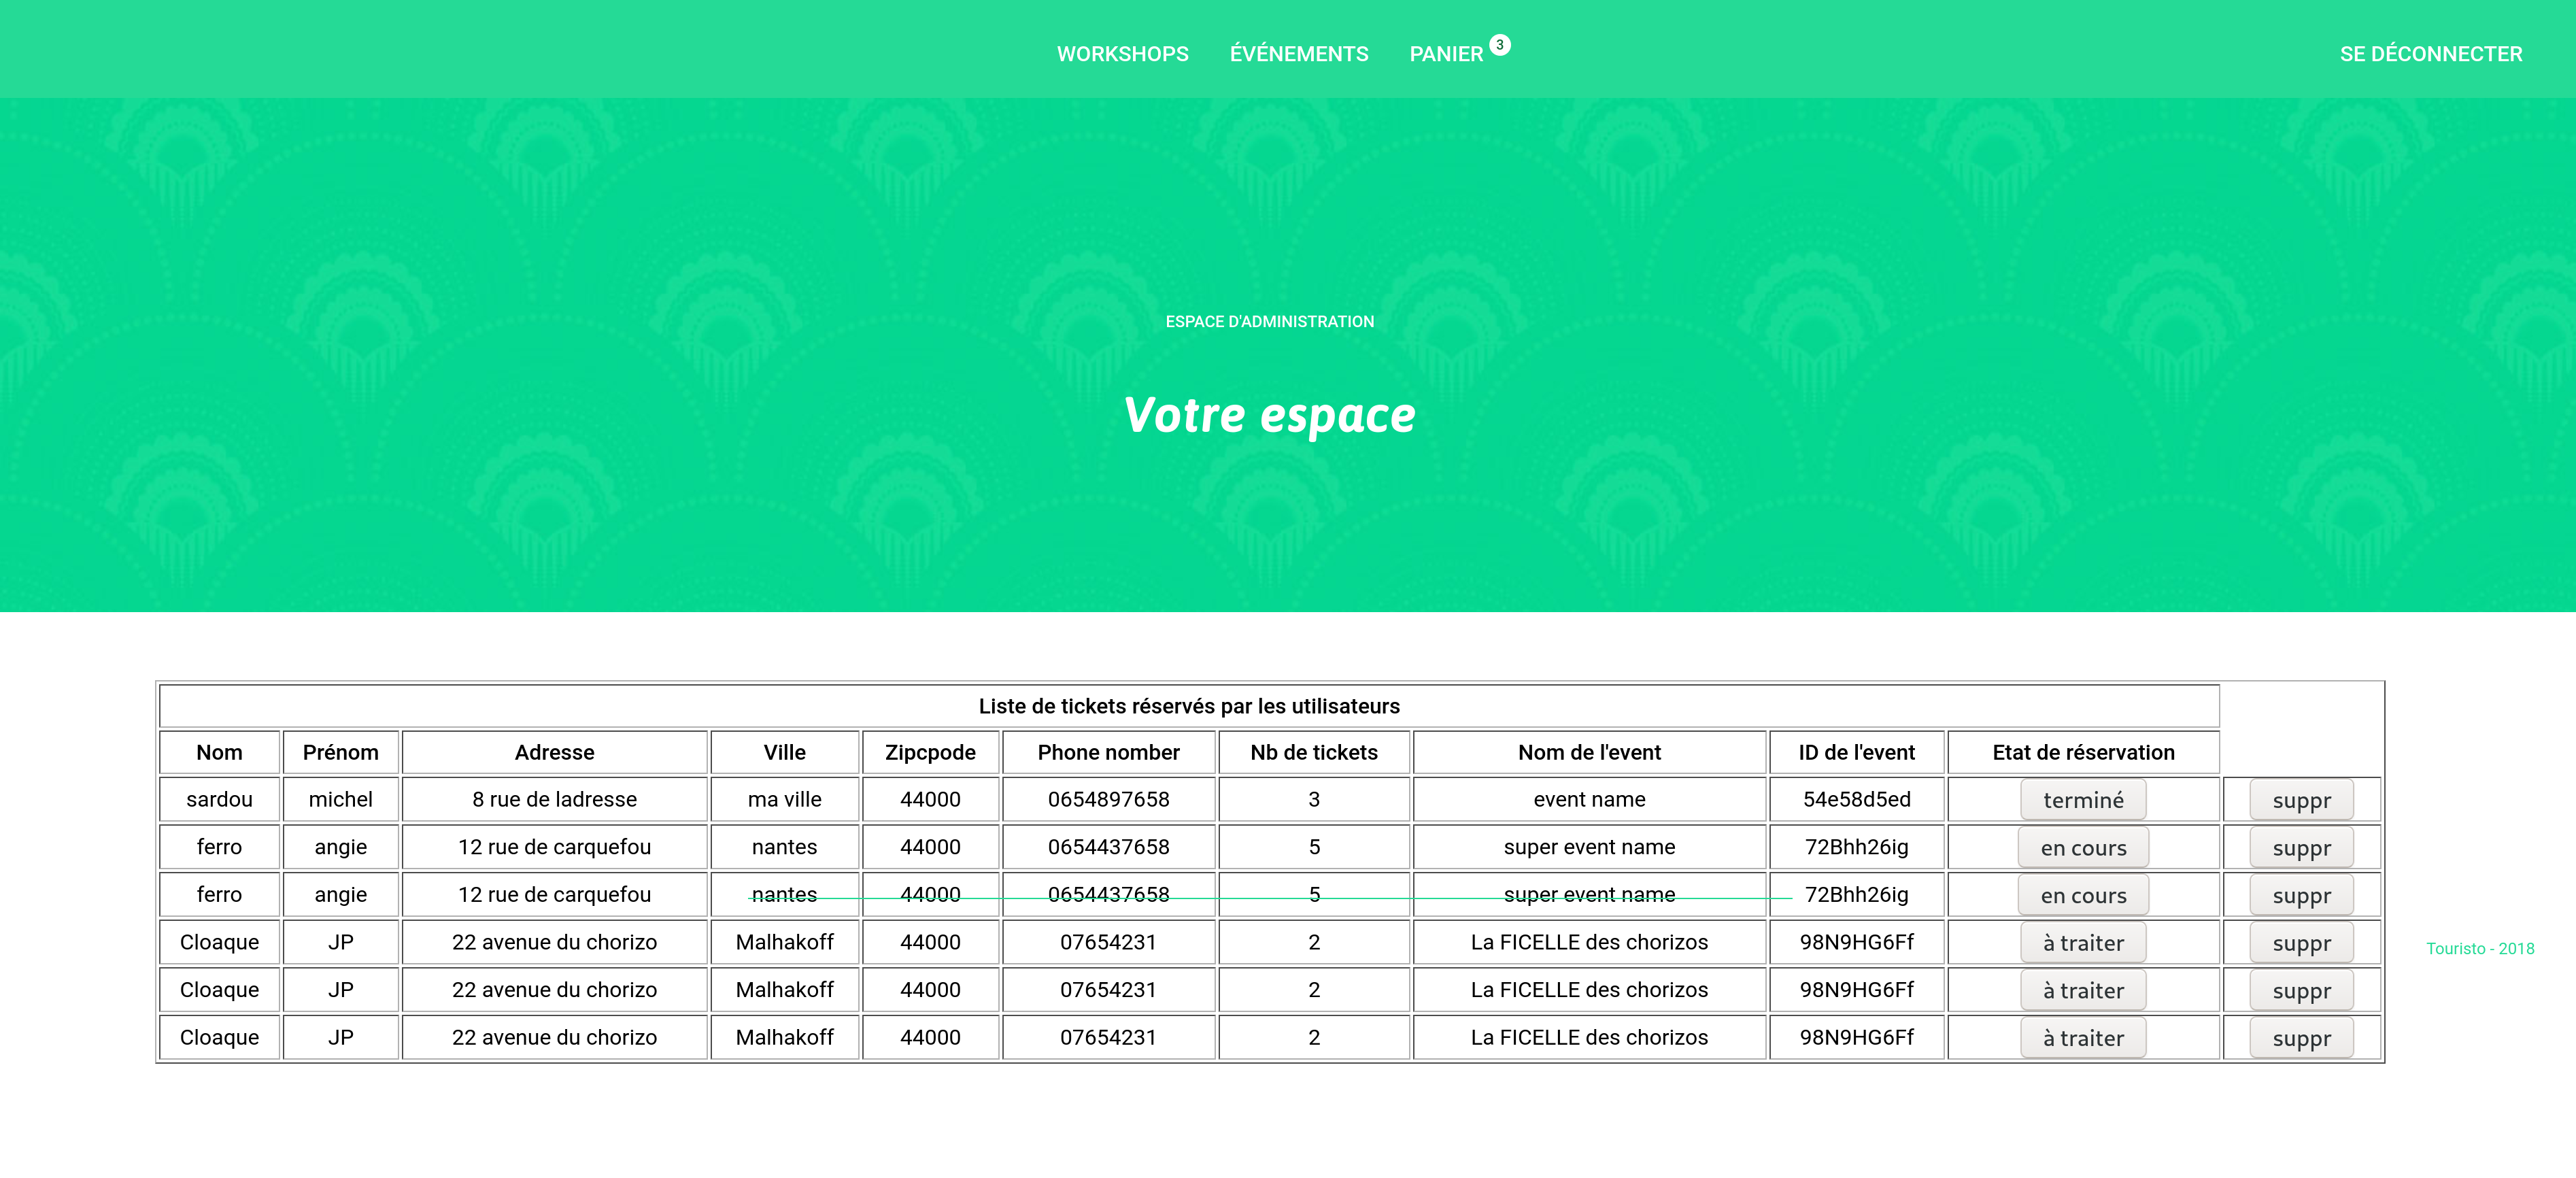 WORKSHOPS ÉVÉNEMENTS PANIER 3 SE DÉCONNECTER
ESPACE D'ADMINISTRATION
Votre espace
Liste de tickets réservés par les utilisateurs
Nom Prénom Adresse Ville Zipcpode Phone nomber Nb de tickets Nom de l'event ID de l'event Etat de réservation
sardou michel 8 rue de ladresse ma ville 44000 0654897658 3 event name 54e58d5ed terminé suppr
ferro angie 12 rue de carquefou nantes 44000 0654437658 5 super event name 72Bhh26ig en cours suppr
ferro angie 12 rue de carquefou nantes 44000 0654437658 5 super event name 72Bhh26ig en cours suppr
Cloaque JP 22 avenue du chorizo Malhakoff 44000 07654231 2 La FICELLE des chorizos 98N9HG6Ff à traiter suppr
Touristo - 2018
Cloaque JP 22 avenue du chorizo Malhakoff 44000 07654231 2 La FICELLE des chorizos 98N9HG6Ff à traiter suppr
Cloaque JP 22 avenue du chorizo Malhakoff 44000 07654231 2 La FICELLE des chorizos 98N9HG6Ff à traiter suppr